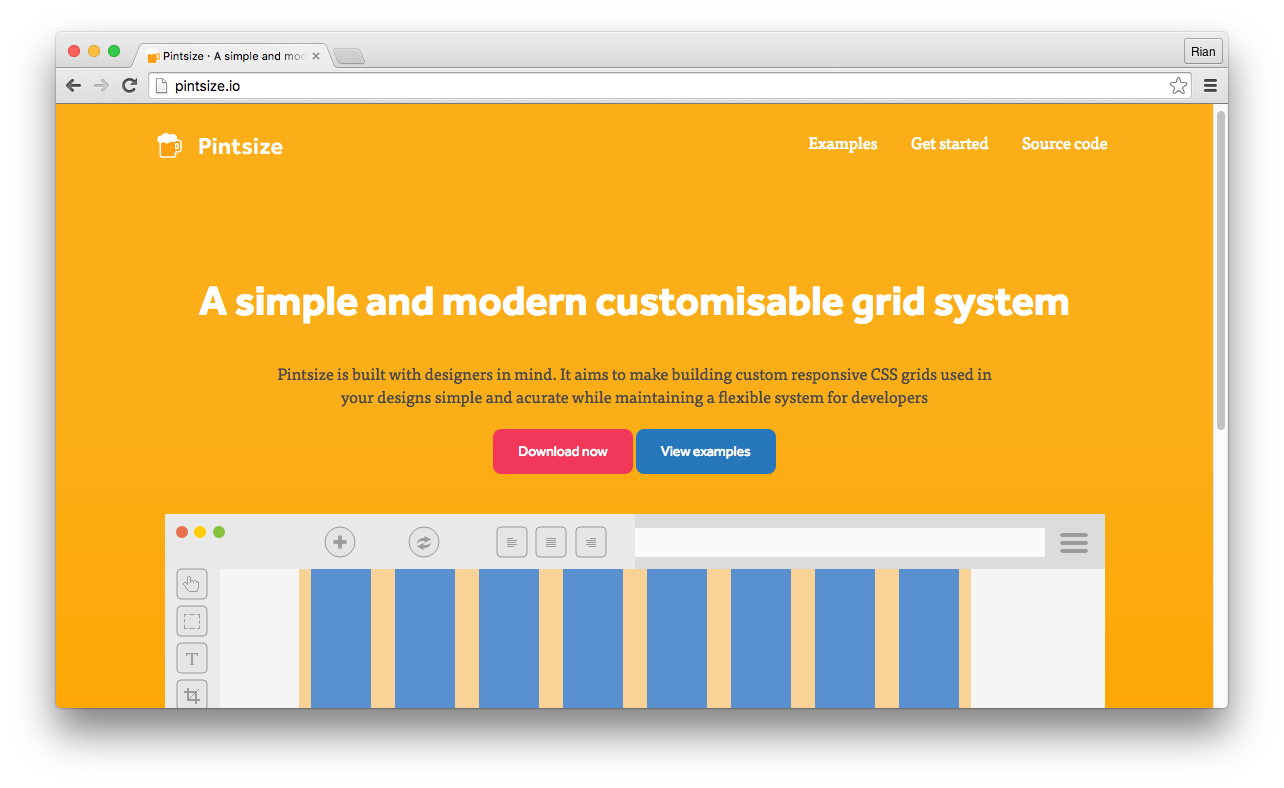 Pintsize · A simple and moc
Rian
pintsize.io
Pintsize
Examples Get started Source code
A simple and modern customisable grid system
Pintsize is built with designers in mind. It aims to make building custom responsive CSS grids used in
your designs simple and acurate while maintaining a flexible system for developers
Download now View examples
T